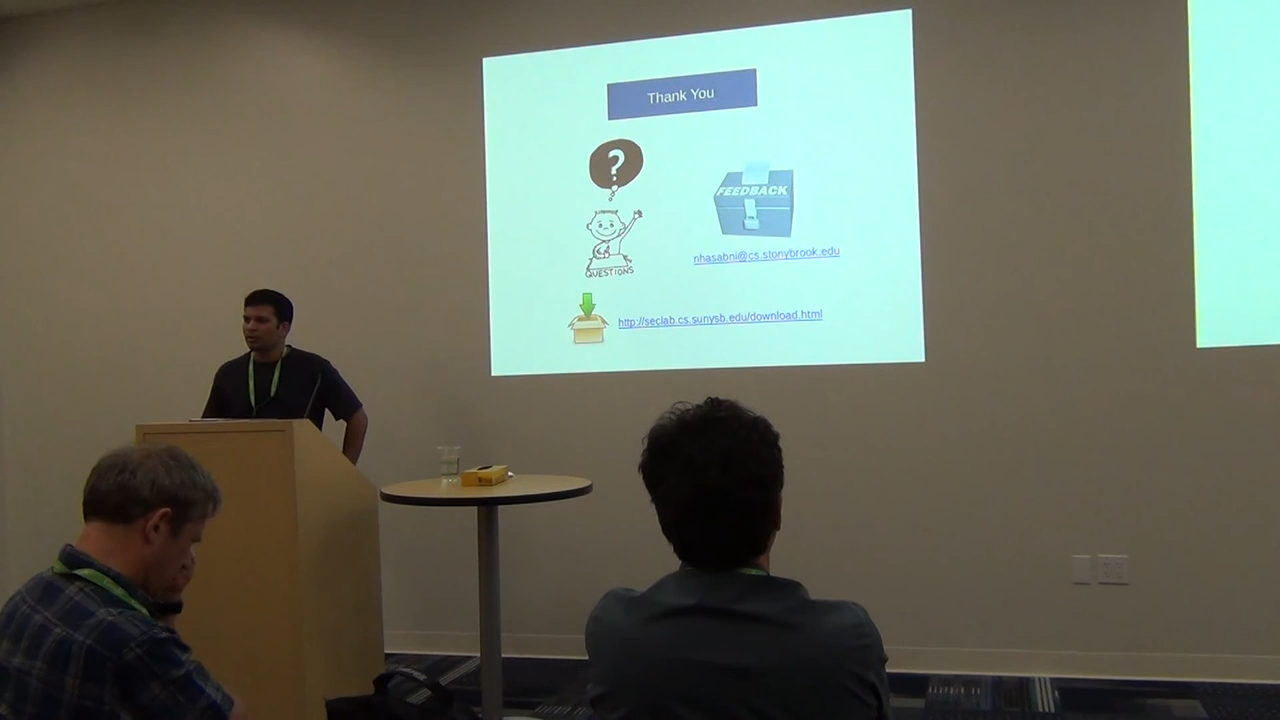 Thank You
?
FEEDBACK
nhasabni@cs.stonybrook.edu
QUESTIONS
http://seclab.cs.sunysb.edu/download.html